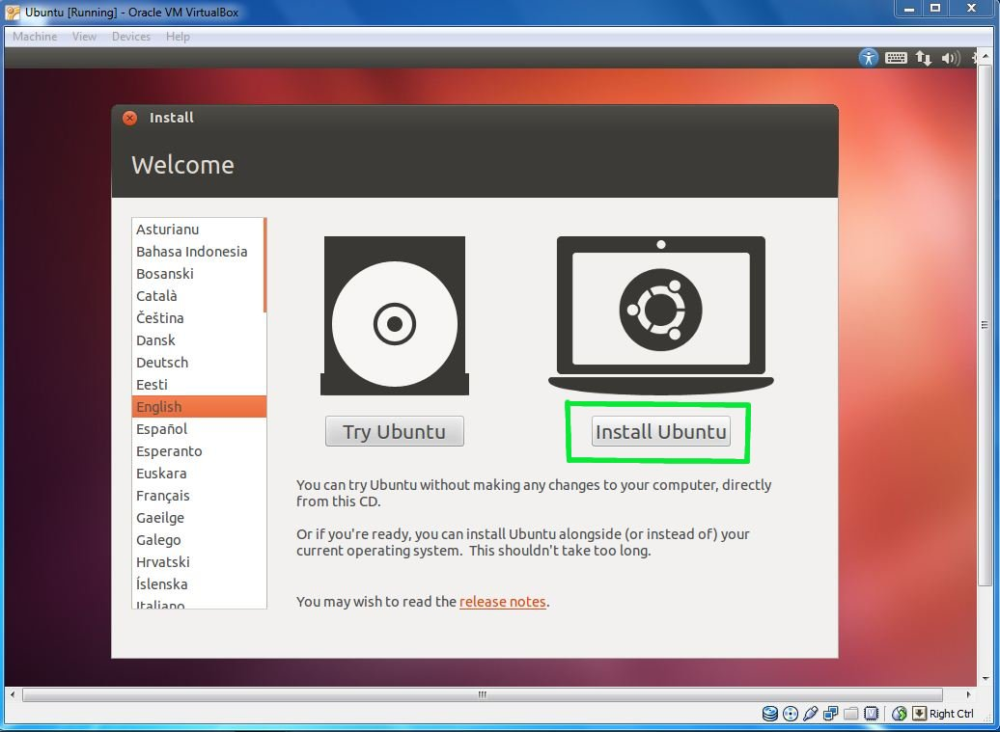 Ubuntu [Running] - Oracle VM VirtualBox
Machine View Devices Help
Install
Welcome
Asturianu
Bahasa Indonesia
Bosanski
Català
Čeština
Dansk
Deutsch
Eesti
English
Español
Esperanto
Euskara
Français
Gaeilge
Galego
Hrvatski
Íslenska
Italiano
Try Ubuntu
Install Ubuntu
You can try Ubuntu without making any changes to your computer, directly
from this CD.
Or if you're ready, you can install Ubuntu alongside (or instead of) your
current operating system. This shouldn't take too long.
You may wish to read the release notes.
Right Ctrl